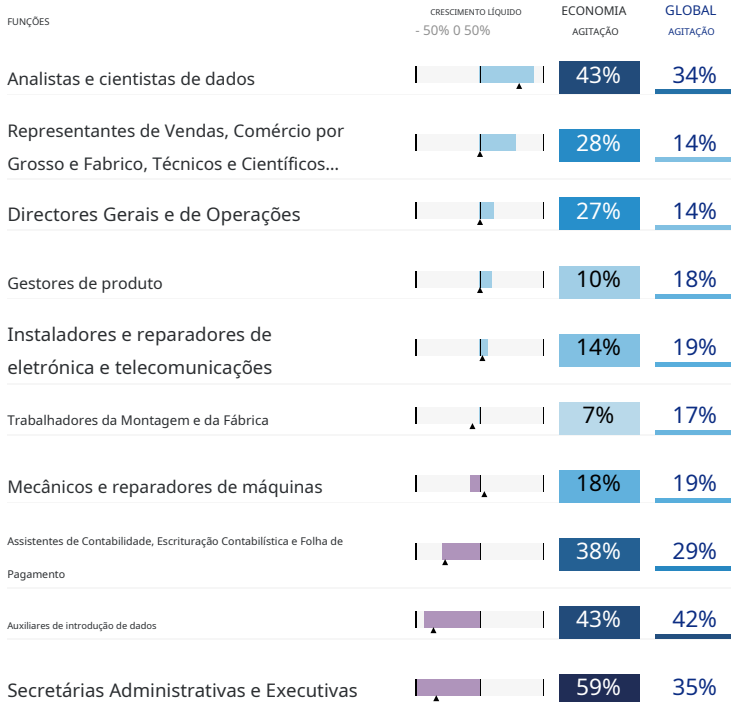 FUNÇÕES
CRESCIMENTO LÍQUIDO
- 50% 0 50%
ECONOMIA
AGITAÇÃO
GLOBAL
AGITAÇÃO
Analistas e cientistas de dados
43% 34%
Representantes de Vendas, Comércio por
Grosso e Fabrico, Técnicos e Científicos...
28% 14%
Directores Gerais e de Operações
27% 14%
Gestores de produto
10% 18%
Instaladores e reparadores de
eletrónica e telecomunicações
14% 19%
Trabalhadores da Montagem e da Fábrica
7% 17%
Mecânicos e reparadores de máquinas
18% 19%
Assistentes de Contabilidade, Escrituração Contabilística e Folha de
Pagamento
38% 29%
Auxiliares de introdução de dados
43% 42%
Secretárias Administrativas e Executivas
59% 35%